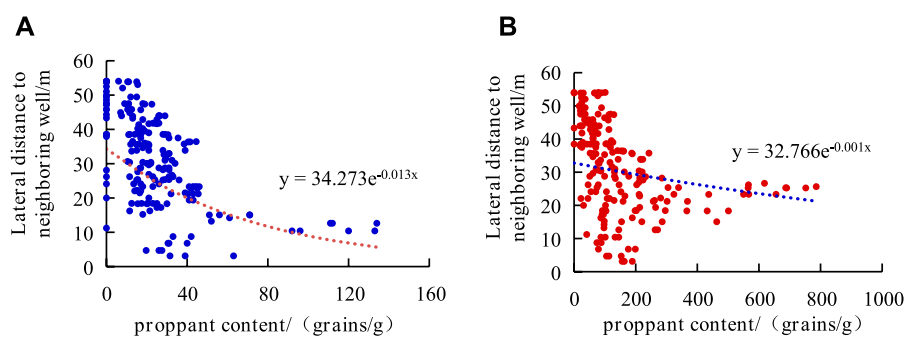 A
B
Lateral distance to
neighboring well/m
60
50
40
30
20
10
0
y = 34.273e-0.013x
0 40 80 120 160
proppant content/（grains/g）
Lateral distance to
neighboring well/m
60
50
40
30
20
10
0
y = 32.766e-0.001x
0 200 400 600 800 1000
proppant content/（grains/g）